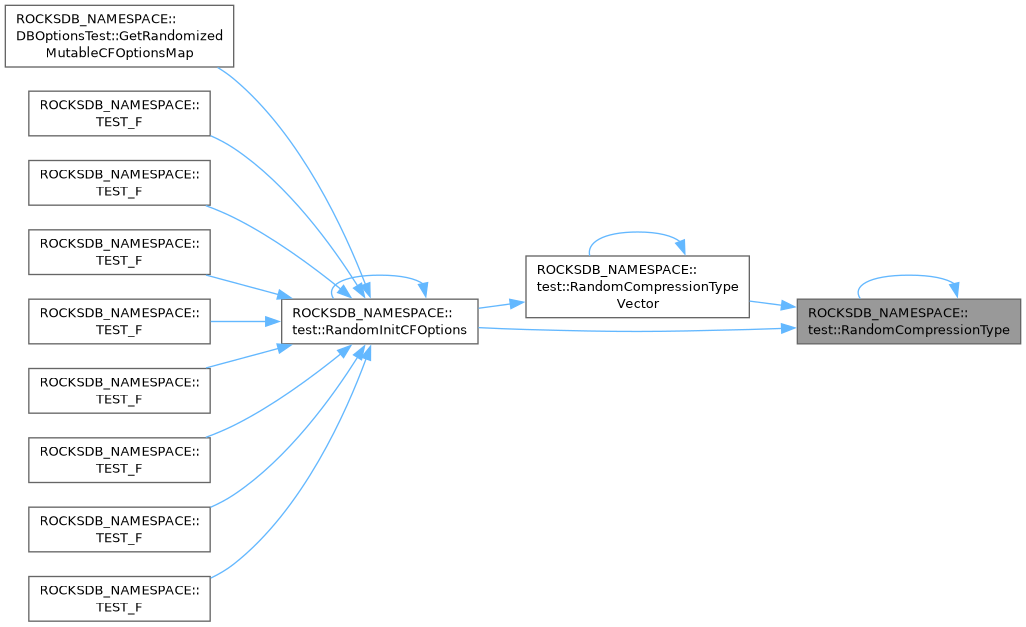 ROCKSDB_NAMESPACE::
DBOptionsTest::GetRandomized
MutableCFOptionsMap
ROCKSDB_NAMESPACE::
TEST_F
ROCKSDB_NAMESPACE::
TEST_F
ROCKSDB_NAMESPACE::
TEST_F
ROCKSDB_NAMESPACE::
TEST_F
ROCKSDB_NAMESPACE::
TEST_F
ROCKSDB_NAMESPACE::
TEST_F
ROCKSDB_NAMESPACE::
TEST_F
ROCKSDB_NAMESPACE::
TEST_F
ROCKSDB_NAMESPACE::
test::RandomInitCFOptions
ROCKSDB_NAMESPACE::
test::RandomCompressionType
Vector
ROCKSDB_NAMESPACE::
test::RandomCompressionType